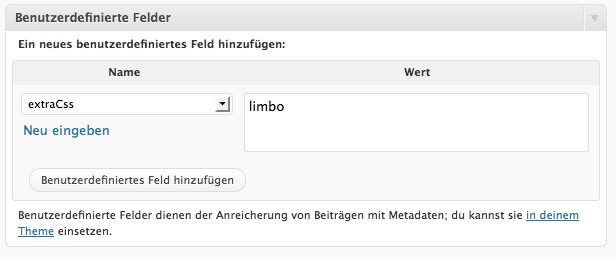 Benutzerdefinierte Felder
Ein neues benutzerdefiniertes Feld hinzufügen:
Name Wert
extraCss limbo
Neu eingeben
Benutzerdefiniertes Feld hinzufügen
Benutzerdefinierte Felder dienen der Anreicherung von Beiträgen mit Metadaten; du kannst sie in deinem
Theme einsetzen.